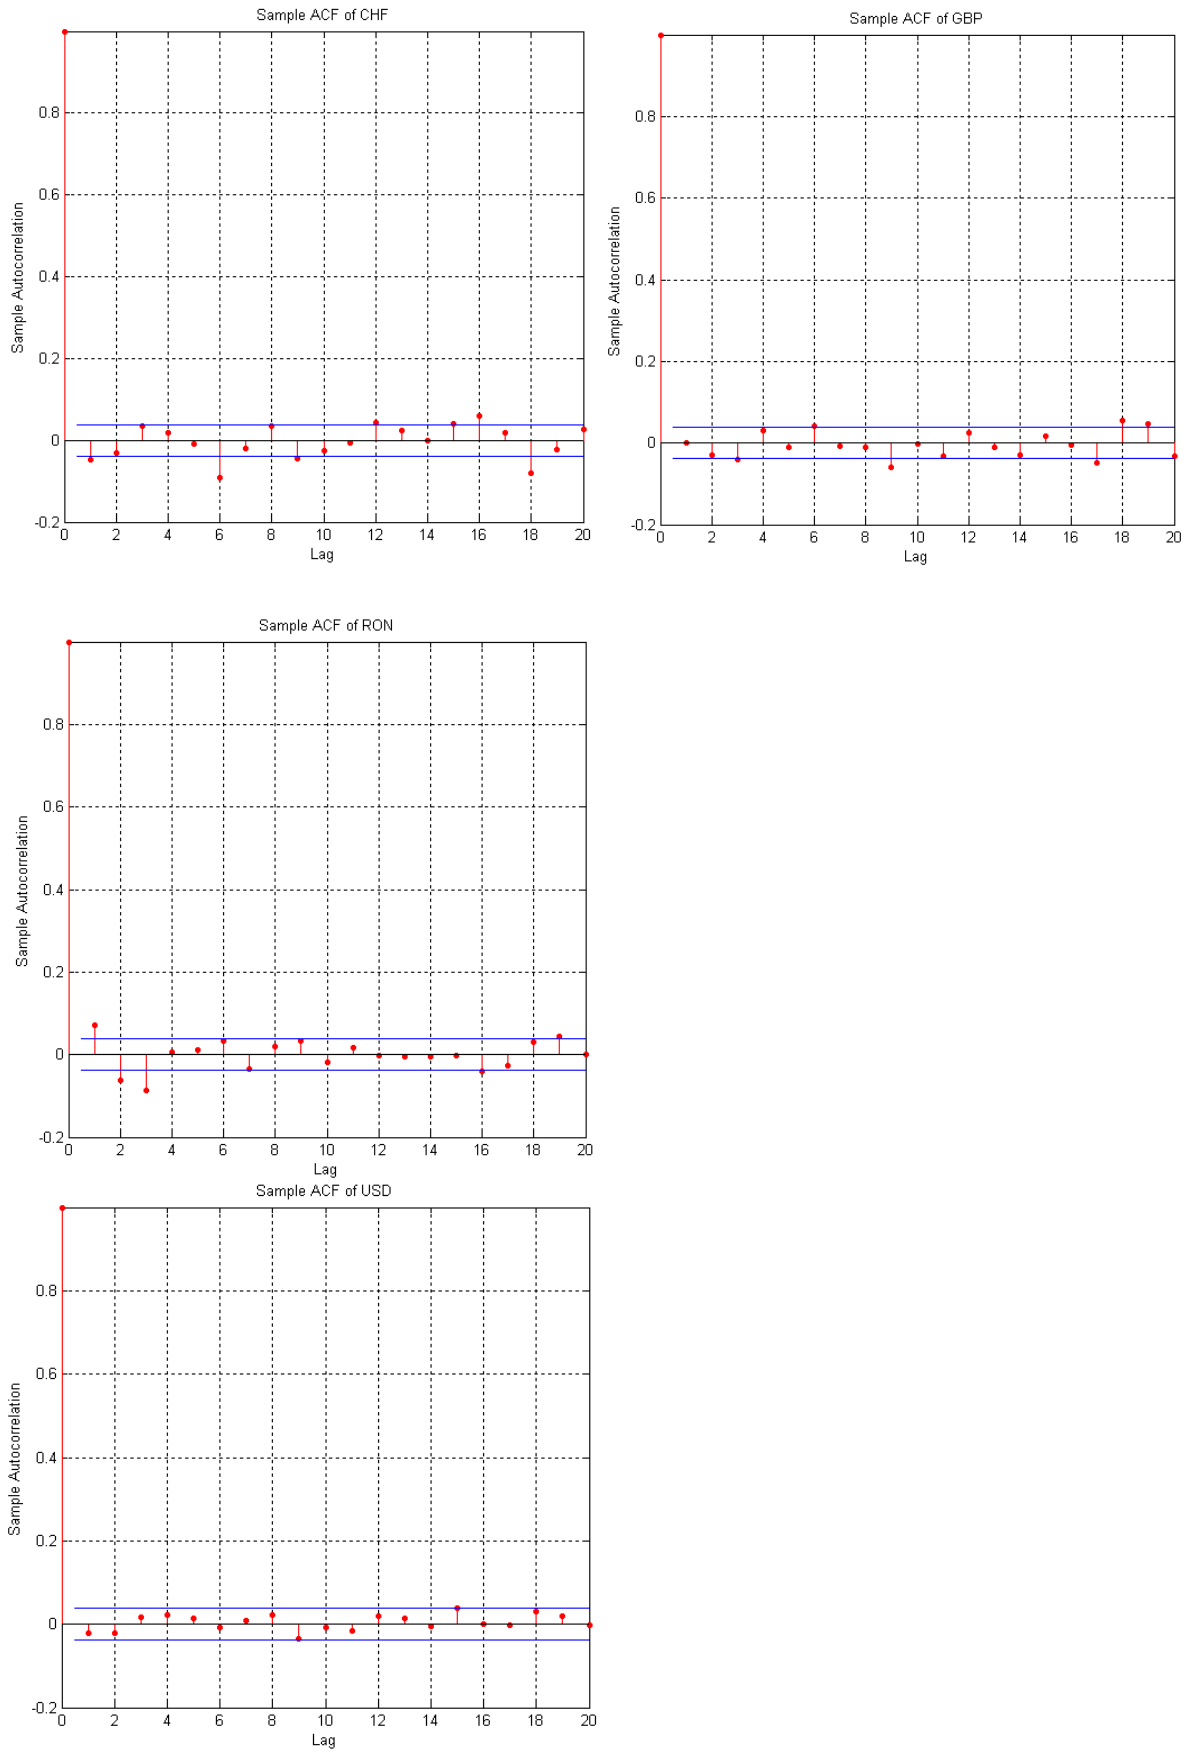 Sample ACF of CHF
0.8
0.6
0.4
0.2
0
-0.2
Sample Autocorrelation
0 2 4 6 8 10 12 14 16 18 20
Lag
Sample ACF of GBP
0.8
0.6
0.4
0.2
0
-0.2
Sample Autocorrelation
0 2 4 6 8 10 12 14 16 18 20
Lag
Sample ACF of RON
0.8
0.6
0.4
0.2
0
-0.2
Sample Autocorrelation
0 2 4 6 8 10 12 14 16 18 20
Lag
Sample ACF of USD
0.8
0.6
0.4
0.2
0
-0.2
Sample Autocorrelation
0 2 4 6 8 10 12 14 16 18 20
Lag